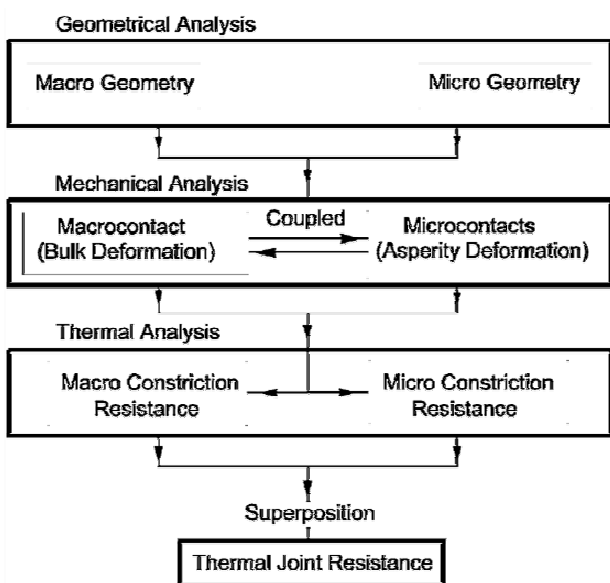 Geometrical Analysis
Macro Geometry
Micro Geometry
Mechanical Analysis
Macrocontact
(Bulk Deformation)
Coupled
Microcontacts
(Asperity Deformation)
Thermal Analysis
Macro Constriction
Resistance
Micro Constriction
Resistance
Superposition
Thermal Joint Resistance